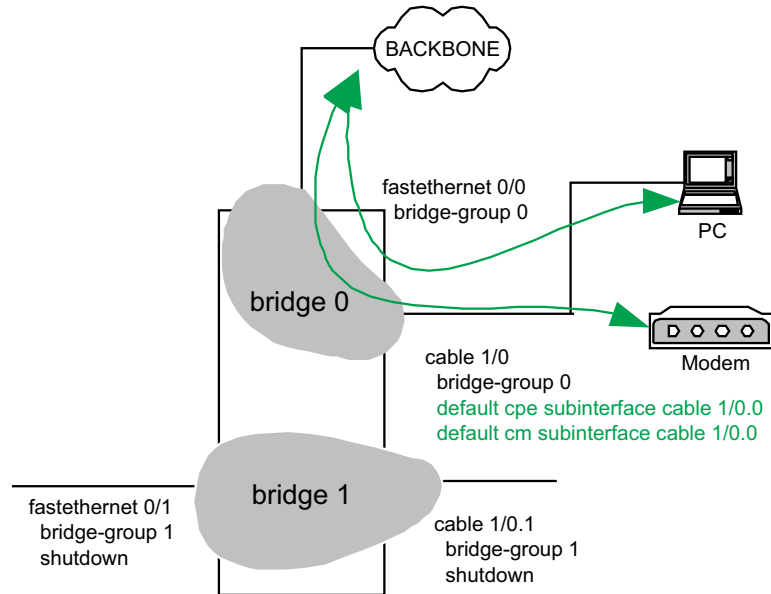 BACKBONE
fastethernet 0/0
bridge-group 0
PC
bridge 0
Modem
cable 1/0
bridge-group 0
default cpe subinterface cable 1/0.0
default cm subinterface cable 1/0.0
bridge 1
fastethernet 0/1
bridge-group 1
shutdown
cable 1/0.1
bridge-group 1
shutdown